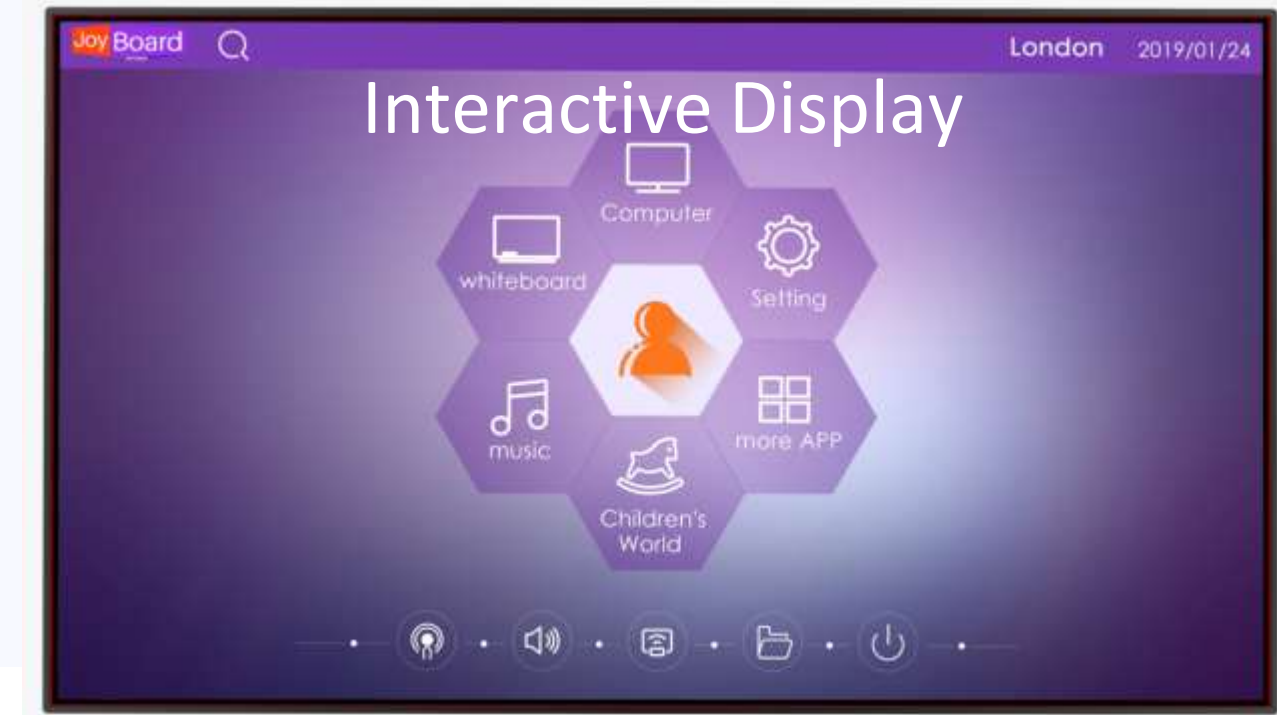 Joy Board
London 2019/01/24
Interactive Display
Computer
whiteboard
Setting
music
more APP
Children's
World